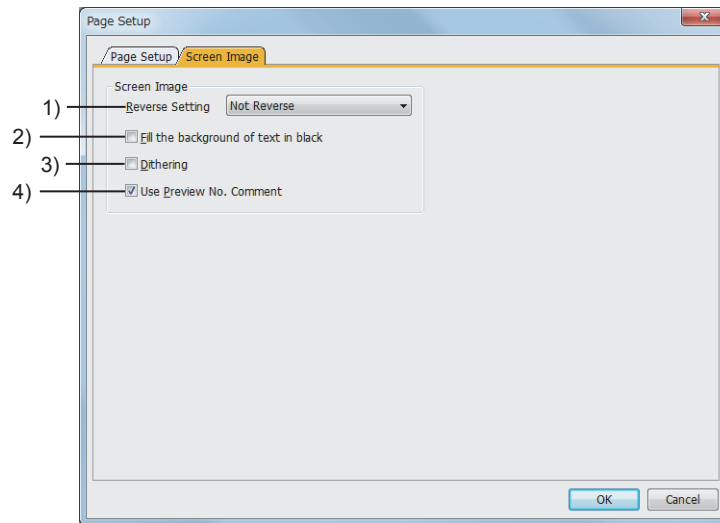 Page Setup
x
Page Setup Screen Image
Screen Image
1) Reverse Setting Not Reverse
2) Fill the background of text in black
3) Dithering
4) Use Preview No. Comment
OK Cancel